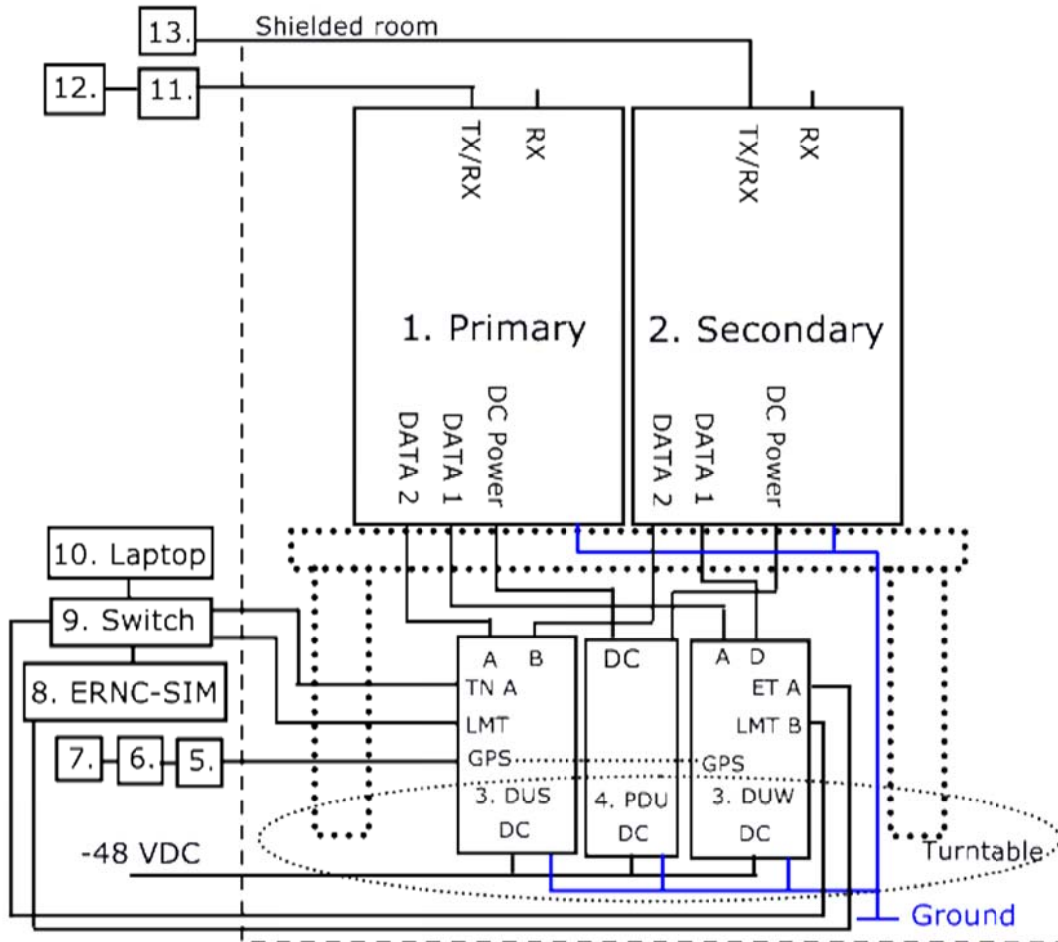 13.
Shielded room
12.
11.
TX/RX
RX
TX/RX
RX
1. Primary
2. Secondary
DATA 2
DATA 1
DC Power
DATA 2
DATA 1
DC Power
10. Laptop
9. Switch
8. ERNC-SIM
7.
6.
5.
A B
TN A
LMT
GPS
3. DUS
DC
DC
4. PDU
DC
A D
ET A
LMT B
GPS
3. DUW
DC
-48 VDC
Turntable
Ground